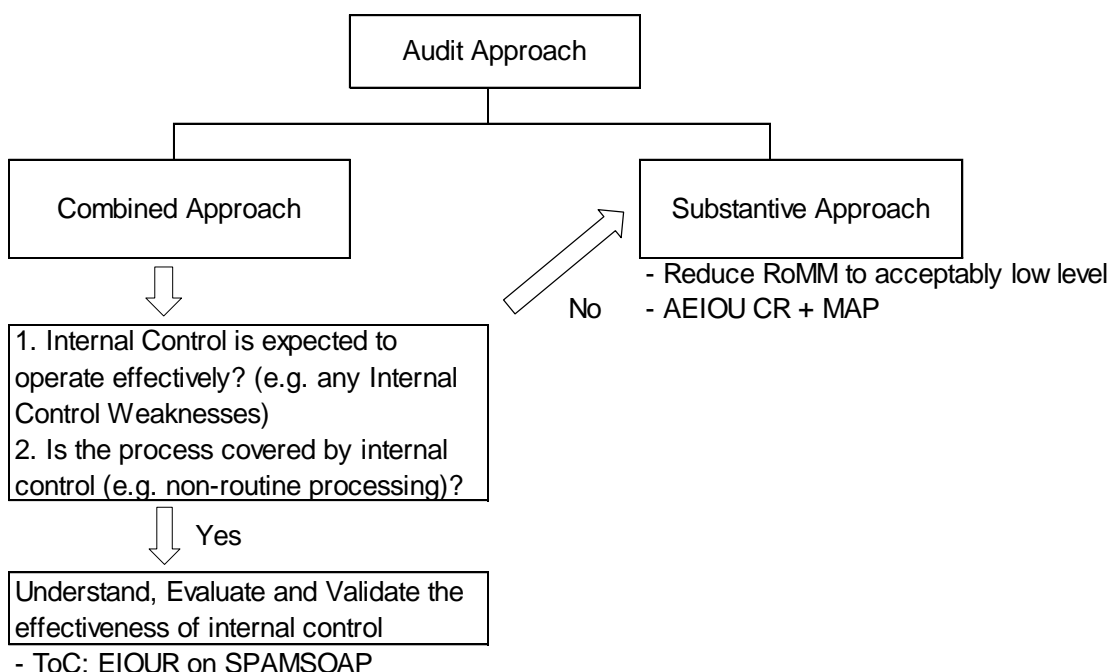 Audit Approach
Combined Approach
Substantive Approach
- Reduce RoMM to acceptably low level
No
- AEIOU CR + MAP
1. Internal Control is expected to
operate effectively? (e.g. any Internal
Control Weaknesses)
2. Is the process covered by internal
control (e.g. non-routine processing)?
Yes
Understand, Evaluate and Validate the
effectiveness of internal control
- ToC: EIOUR on SPAMSOAP